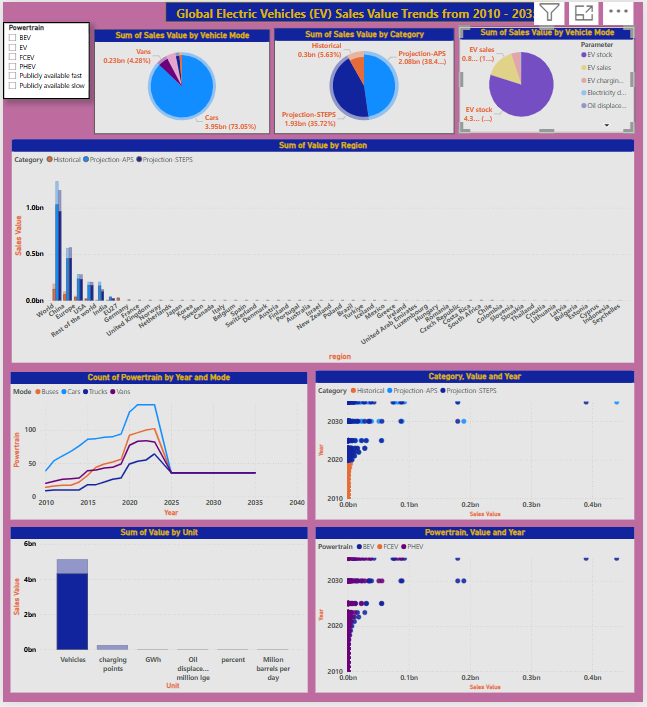 Global Electric Vehicles (EV) Sales Value Trends from 2010 - 203
Powertrain
BEV
EV
FCEV
PHEV
Publicly available fast
Publicly available slow
Sum of Sales Value by Vehicle Mode
Vans
0.23bn (4.28%)
Cars
3.95bn (73.05%)
Sum of Sales Value by Category
Historical
0.3bn (5.63%)
Projection-APS
2.08bn (38.4...)
Projection-STEPS
1.93bn (35.72%)
Sum of Sales Value by Vehicle Mode
EV sales
0.8... (1...)
EV stock
4.3... (...)
Parameter
EV stock
EV sales
EV chargin...
Electricity d...
Oil displace...
Sum of Value by Region
Category Historical Projection-APS Projection-STEPS
Sales Value
1.0bn
0.5bn
0.0bn
World China Europe USA Rest of the world India EU27 Germany France United Kingdom Norway Netherlands Japan Korea Sweden Canada Italy Belgium Spain Switzerland Denmark Austria Finland Portugal Australia Israel New Zealand Poland Brazil Turkiye Iceland Mexico Greece Ireland United Arab Emirates Luxembourg Hungary Romania Czech Republic Costa Rica South Africa Chile Colombia Slovenia Slovakia Thailand Croatia Lithuania Latvia Bulgaria Estonia Cyprus Indonesia Seychelles
region
Count of Powertrain by Year and Mode
Mode Buses Cars Trucks Vans
Powertrain
100
50
0
2010 2015 2020 2025 2030 2035 2040
Year
Category, Value and Year
Category Historical Projection-APS Projection-STEPS
Year
2030
2020
2010
0.0bn 0.1bn 0.2bn 0.3bn 0.4bn
Sales Value
Sum of Value by Unit
Sales Value
6bn
4bn
2bn
0bn
Vehicles charging points GWh Oil displace... million lge percent Milion barrels per day
Unit
Powertrain, Value and Year
Powertrain BEV FCEV PHEV
Year
2030
2020
2010
0.0bn 0.1bn 0.2bn 0.3bn 0.4bn
Sales Value